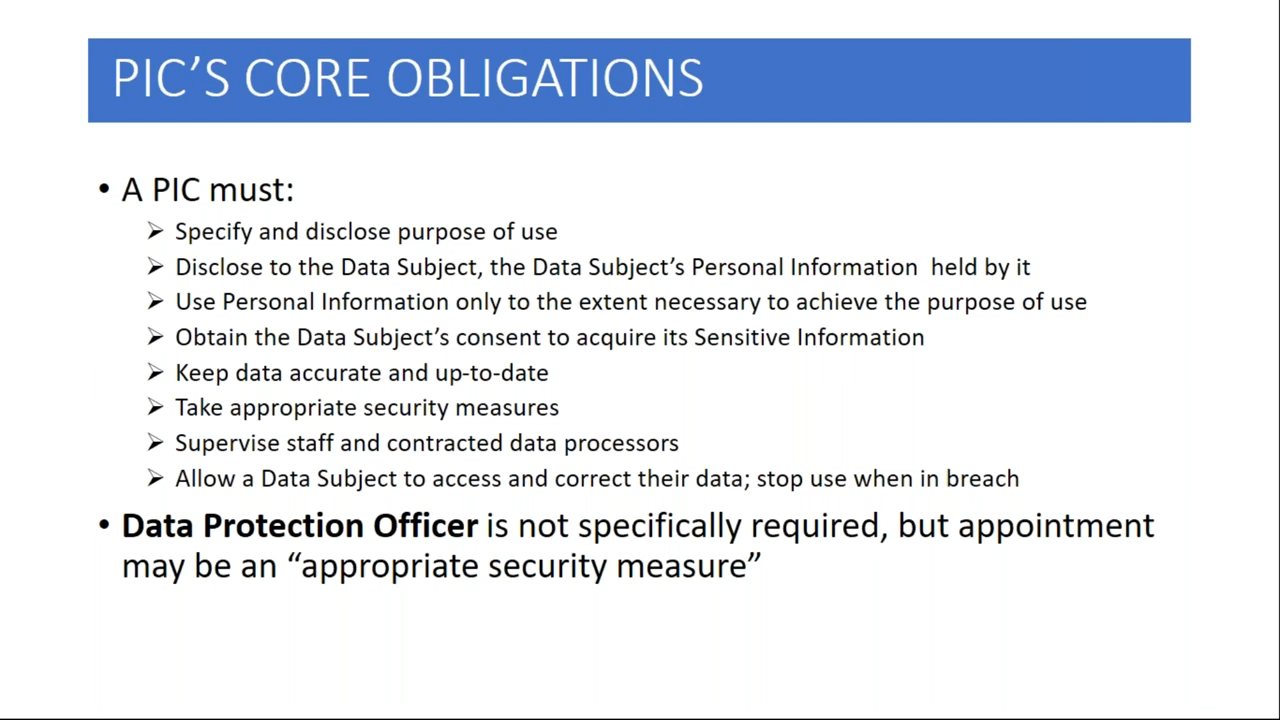 PIC’S CORE OBLIGATIONS
• A PIC must:
➢ Specify and disclose purpose of use
➢ Disclose to the Data Subject, the Data Subject’s Personal Information  held by it
➢ Use Personal Information only to the extent necessary to achieve the purpose of use
➢ Obtain the Data Subject’s consent to acquire its Sensitive Information
➢ Keep data accurate and up-to-date
➢ Take appropriate security measures
➢ Supervise staff and contracted data processors
➢ Allow a Data Subject to access and correct their data; stop use when in breach
• Data Protection Officer is not specifically required, but appointment
may be an “appropriate security measure”